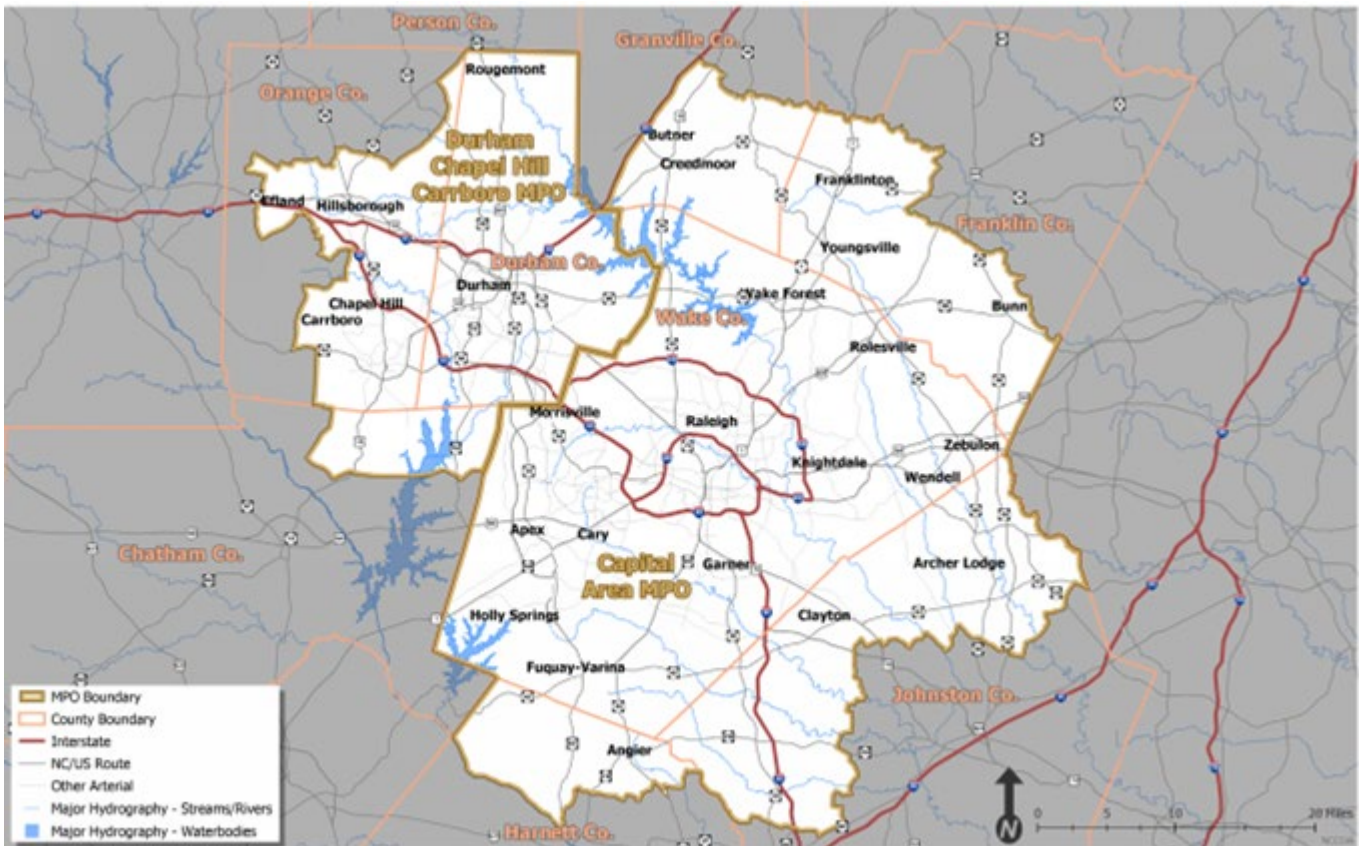 Person Co.
Granville Co.
Rougemont
Orange Co.
Durham
Chapel Hill
Carrboro MPO
Butner
Creedmoor
Franklinton
Efland
Hillsborough
Franklin Co.
Youngsville
Durham Co.
Durham
Wake Forest
Chapel Hill
Carrboro
Bunn
Wake Co.
Rolesville
Morrisville
Raleigh
Zebulon
Knightdale
Wendell
Apex
Cary
Chatham Co.
Capital
Area MPO
Garner
Archer Lodge
Holly Springs
Clayton
Fuquay-Varina
Johnston Co.
Angier
Harnett Co.
MPO Boundary
County Boundary
Interstate
NC/US Route
Other Arterial
Major Hydrography - Streams/Rivers
Major Hydrography - Waterbodies
N
0 10 20 Miles